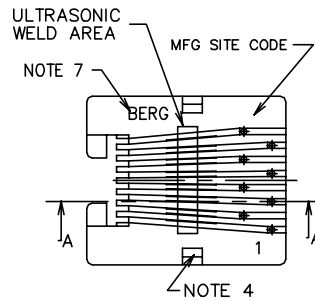 ULTRASONIC
WELD AREA
MFG SITE CODE
NOTE 7
BERG
A
A
1
NOTE 4